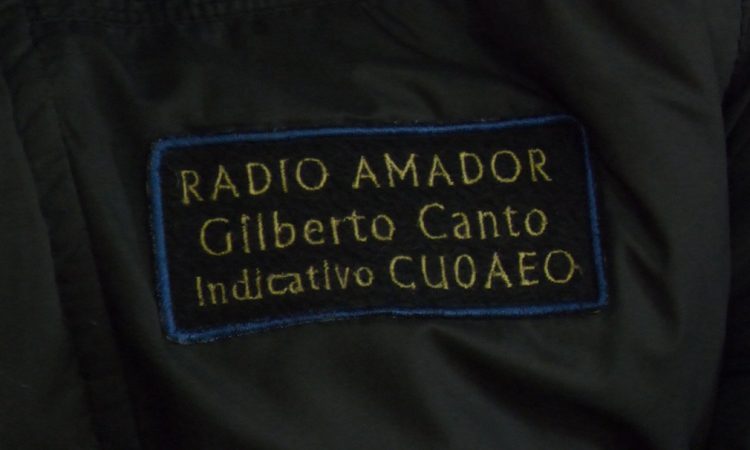 RADIO AMADOR
Gilberto Canto
Indicativo CU0AEO